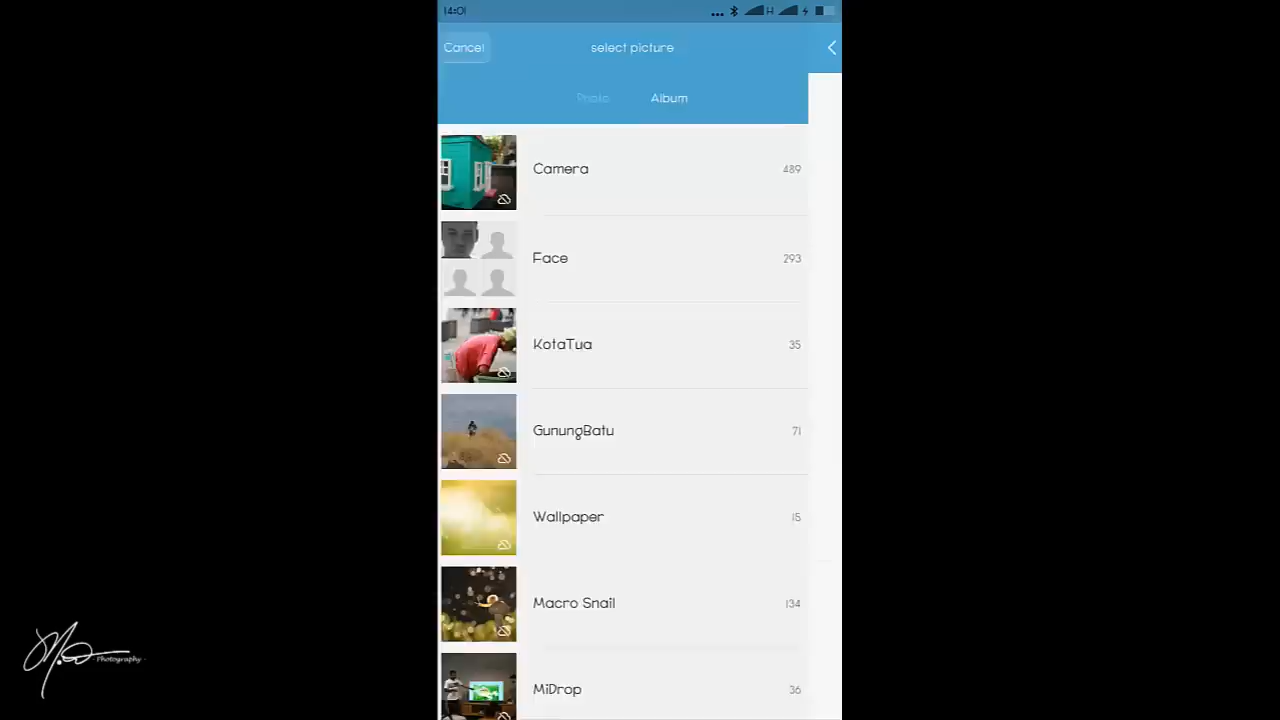 14:01
H
Cancel
select picture
Photo
Album
Camera
489
Face
293
KotaTua
35
GunungBatu
71
Wallpaper
15
Macro Snail
134
MiDrop
36
- Photography -